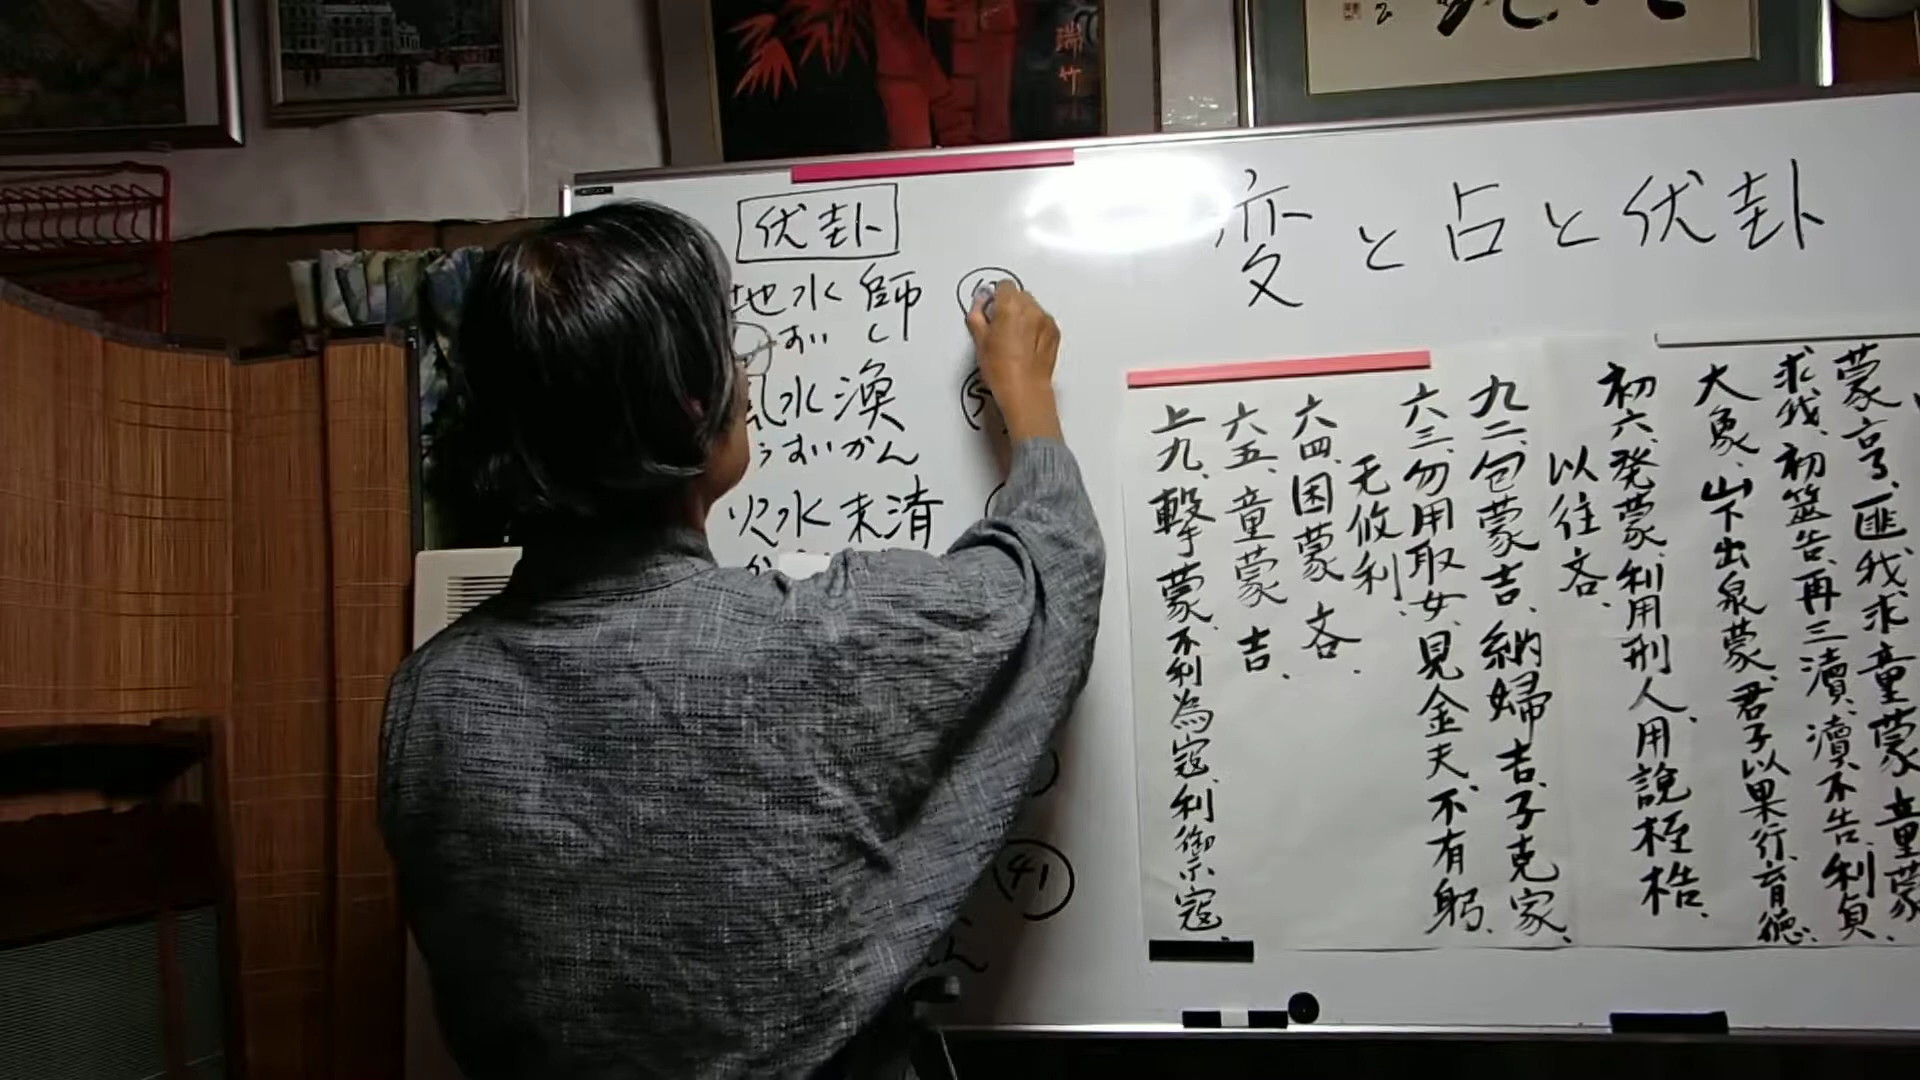 変と占と伏卦
伏卦
地水師
すいし
水渙
うすいかん
火水未済
41
蒙亨、匪我求童蒙、童蒙
求我、初筮告、再三瀆、瀆不告、利貞、
大象、山下出泉蒙、君子以果行育徳、
初六、発蒙、利用刑人、用說桎梏、
以往吝、
九二、包蒙吉、納婦吉、子克家、
六三、勿用取女、見金夫、不有躬、
无攸利、
六四、困蒙、吝、
六五、童蒙、吉、
上九、撃蒙、不利為寇、利禦寇、
瑞竹